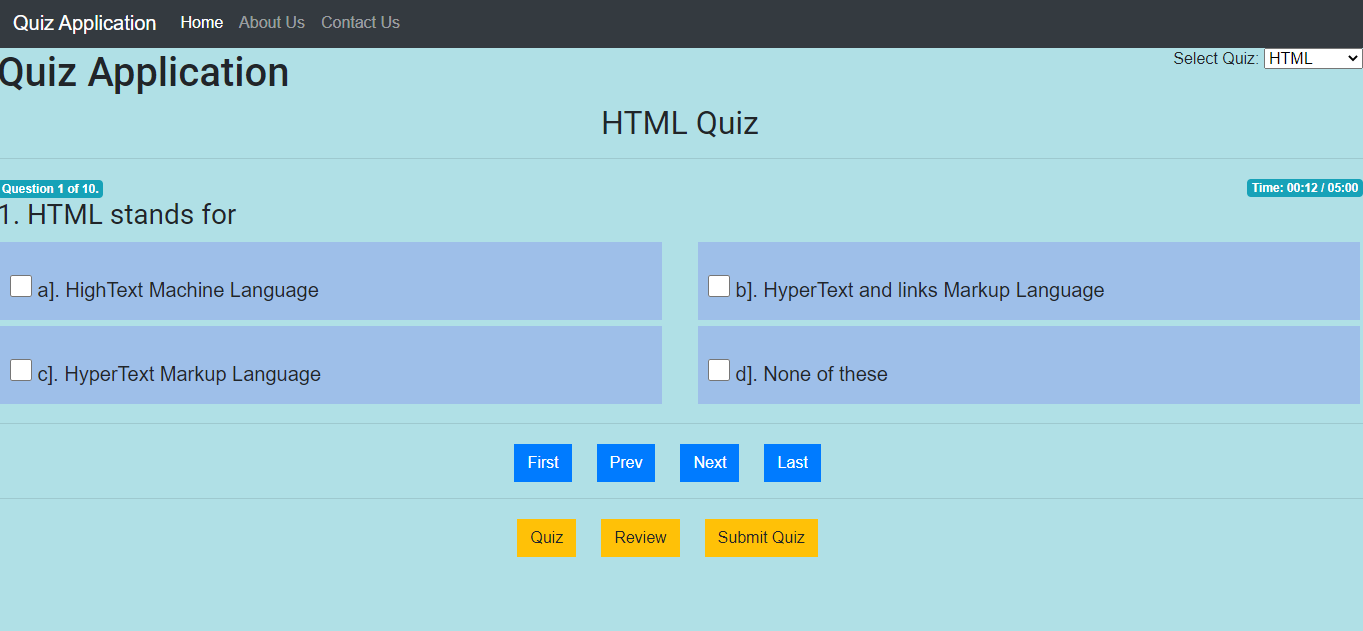 Quiz Application Home About Us Contact Us
Quiz Application
Select Quiz: HTML
HTML Quiz
Question 1 of 10.
Time: 00:12 / 05:00
1. HTML stands for
a]. HighText Machine Language
b]. HyperText and links Markup Language
c]. HyperText Markup Language
d]. None of these
First Prev Next Last
Quiz Review Submit Quiz